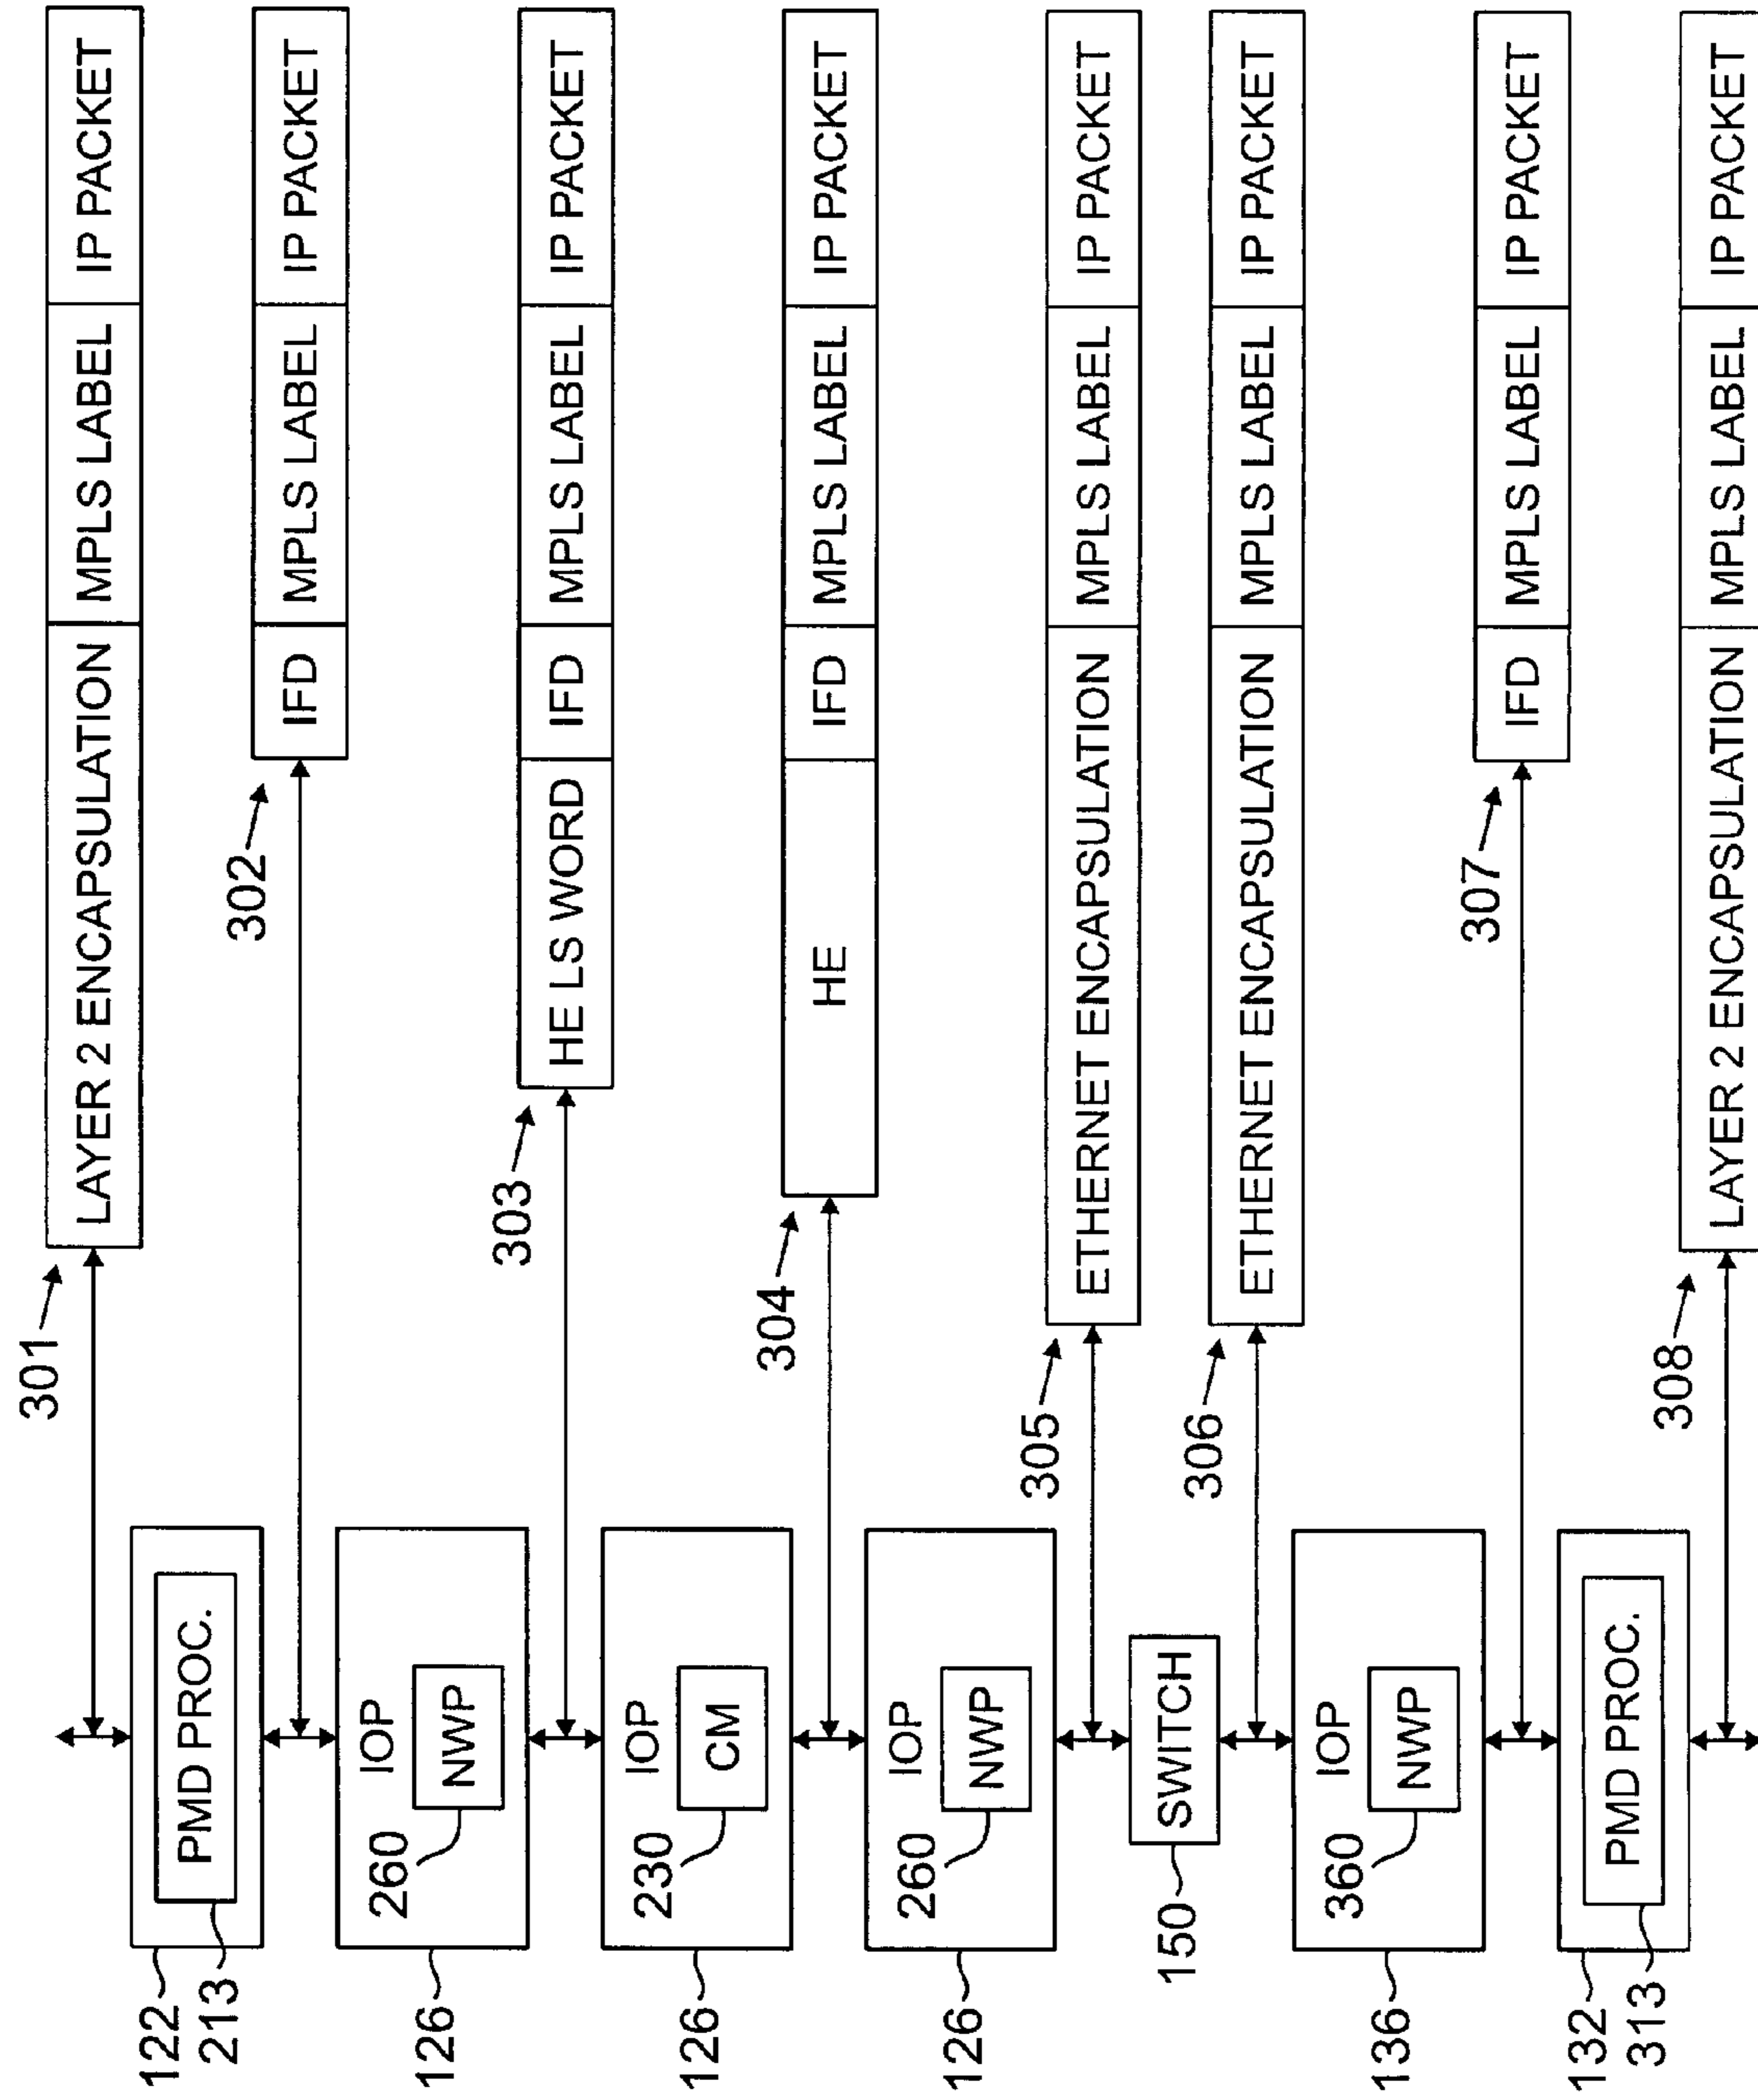 301
LAYER 2 ENCAPSULATION
MPLS LABEL
IP PACKET
122
PMD PROC.
213
302
IFD
MPLS LABEL
IP PACKET
126
IOP
260
NWP
303
HE LS WORD
IFD
MPLS LABEL
IP PACKET
126
IOP
230
CM
304
HE
IFD
MPLS LABEL
IP PACKET
126
IOP
260
NWP
305
ETHERNET ENCAPSULATION
MPLS LABEL
IP PACKET
150
SWITCH
306
ETHERNET ENCAPSULATION
MPLS LABEL
IP PACKET
136
IOP
360
NWP
307
IFD
MPLS LABEL
IP PACKET
132
PMD PROC.
313
308
LAYER 2 ENCAPSULATION
MPLS LABEL
IP PACKET